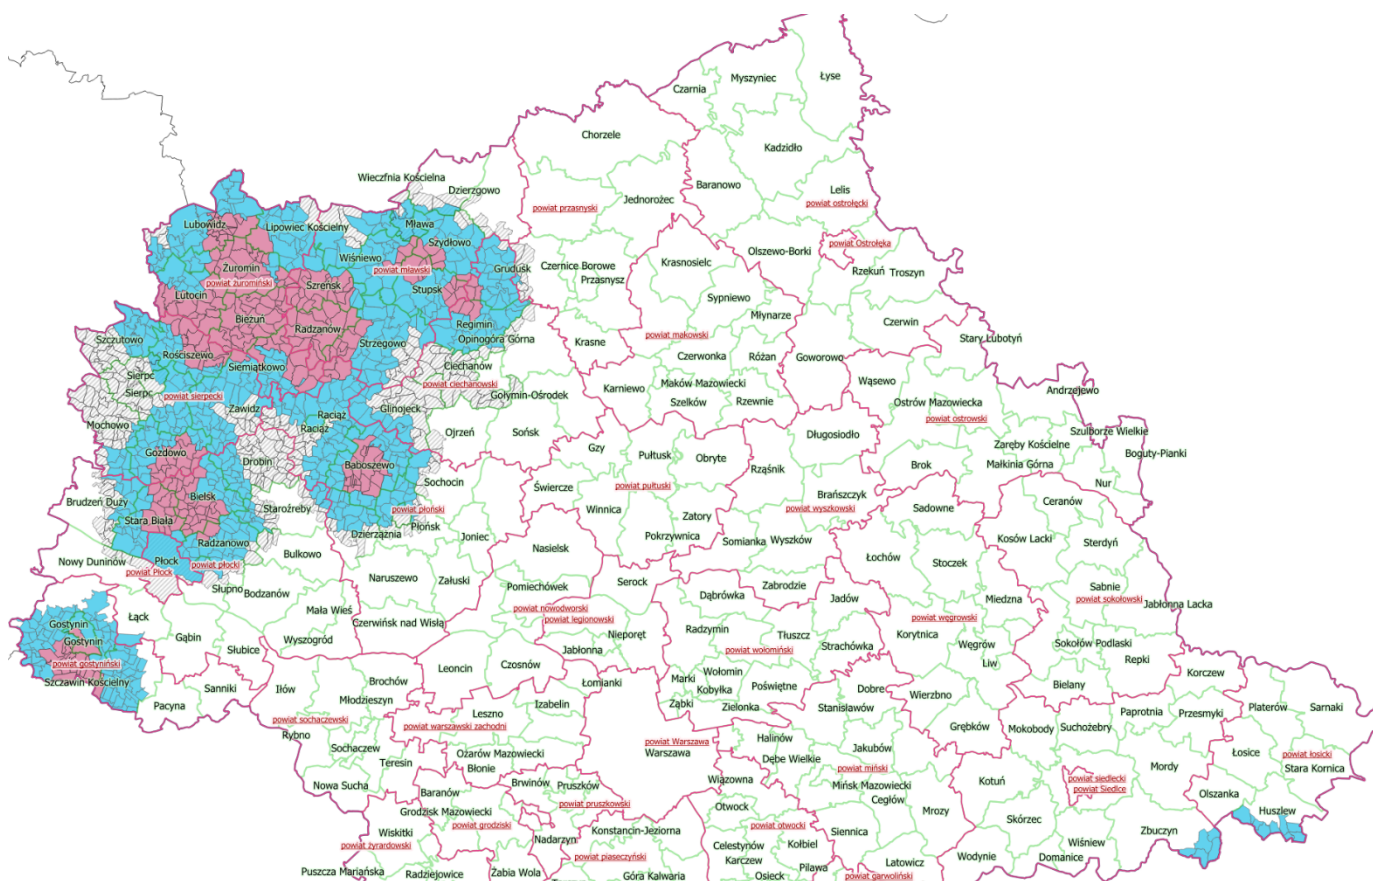 Łyse
Myszyniec
Czarnia
Chorzele
Kadzidło
Wieczfnia Kościelna
Baranowo
Dzierzgowo
Lelis
Jednorożec
powiat ostrołęcki
powiat przasnyski
Lubowidz
Lipowiec Kościelny
Mława
Szydłowo
powiat Ostrołęka
Olszewo-Borki
Wiśniewo
Krasnosielc
Czernice Borowe
Żuromin
powiat mławski
Grudusk
Rzekuń
Troszyn
Przasnysz
powiat żuromiński
Szreńsk
Stupsk
Lutocin
Sypniewo
Bieżuń
Młynarze
Radzanów
Regimin
Czerwin
Szczutowo
Strzegowo
Opinogóra Górna
Krasne
powiat makowski
Stary Lubotyń
Rościszewo
Czerwonka
Różan
Goworowo
Siemiątkowo
Ciechanów
Sierpc
Wąsewo
powiat ciechanowski
Maków Mazowiecki
Sierpc
powiat sierpecki
Karniewo
Andrzejewo
Gołymin-Ośrodek
Szelków
Rzewnie
Ostrów Mazowiecka
Zawidz
Glinojeck
Raciąż
powiat ostrowski
Mochowo
Raciąż
Ojrzeń
Sońsk
Szulborze Wielkie
Długosiodło
Zaręby Kościelne
Gzy
Pułtusk
Gozdowo
Obryte
Boguty-Pianki
Drobin
Baboszewo
Rząśnik
Brok
Małkinia Górna
Sochocin
Świercze
powiat pułtuski
Nur
Brudzeń Duży
Bielsk
Brańszczyk
Ceranów
Staroźreby
powiat płoński
Winnica
powiat wyszkowski
Sadowne
Stara Biała
Płońsk
Zatory
Dzierzążnia
Joniec
Pokrzywnica
Somianka
Wyszków
Kosów Lacki
Sterdyń
Radzanowo
Nasielsk
Bulkowo
Łochów
Nowy Duninów
Płock
powiat płocki
Stoczek
powiat Płock
Naruszewo
Załuski
Serock
Zabrodzie
Słupno
Pomiechówek
Sabnie
Bodzanów
Dąbrówka
Jadów
powiat sokołowski
Miedzna
Mała Wieś
powiat nowodworski
Jabłonna Lacka
Łąck
powiat legionowski
powiat węgrowski
Gostynin
Czerwińsk nad Wisłą
Radzymin
Gąbin
Wyszogród
Nieporęt
Tłuszcz
Korytnica
Gostynin
Słubice
Jabłonna
powiat wołomiński
Strachówka
Węgrów
Sokołów Podlaski
powiat gostyniński
Leoncin
Czosnów
Liw
Repki
Szczawin Kościelny
Brochów
Łomianki
Marki
Wołomin
Poświętne
Dobre
Korczew
Sanniki
Iłów
Kobyłka
Bielany
Młodzieszyn
Wierzbno
Pacyna
Izabelin
Ząbki
Zielonka
Stanisławów
Platerów
Sarnaki
Leszno
Paprotnia
Przesmyki
powiat sochaczewski
powiat warszawski zachodni
Grębków
Mokobody
Suchożebry
Rybno
Halinów
powiat Warszawa
Jakubów
Sochaczew
Ożarów Mazowiecki
Warszawa
Łosice
powiat łosicki
Teresin
Dębe Wielkie
Mordy
Błonie
powiat miński
Stara Kornica
Nowa Sucha
Brwinów
Pruszków
Wiązowna
Mińsk Mazowiecki
Kotuń
powiat siedlecki
Baranów
Cegłów
powiat Siedlce
Olszanka
powiat pruszkowski
Otwock
Grodzisk Mazowiecki
Mrozy
Huszlew
Skórzec
Wiskitki
powiat grodziski
Konstancin-Jeziorna
powiat otwocki
Siennica
Zbuczyn
Nadarzyn
Celestynów
Kołbiel
Wiśniew
powiat żyrardowski
powiat piaseczyński
Karczew
Latowicz
Wodynie
Domanice
Puszcza Mariańska
Radziejowice
Żabia Wola
Góra Kalwaria
Osieck
Pilawa
powiat garwoliński